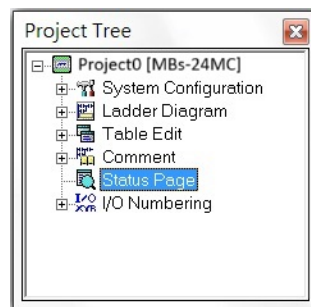 Project Tree
Project0 [MBs-24MC]
System Configuration
Ladder Diagram
Table Edit
Comment
Status Page
I/O Numbering